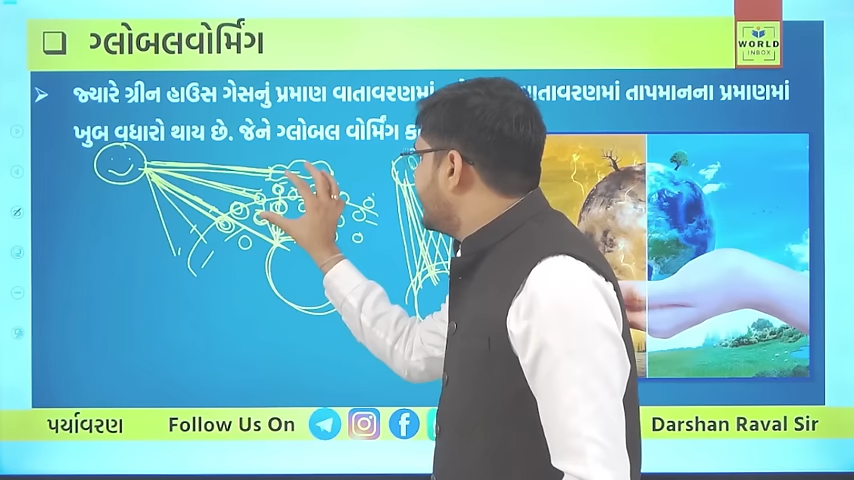 ગ્લોબલવોર્મિંગ
WORLD
INBOX
જ્યારે ગ્રીન હાઉસ ગેસનું પ્રમાણ વાતાવરણમાં વાતાવરણમાં તાપમાનના પ્રમાણમાં
ખુબ વધારો થાય છે. જેને ગ્લોબલ વોર્મિંગ
પર્યાવરણ Follow Us On Darshan Raval Sir